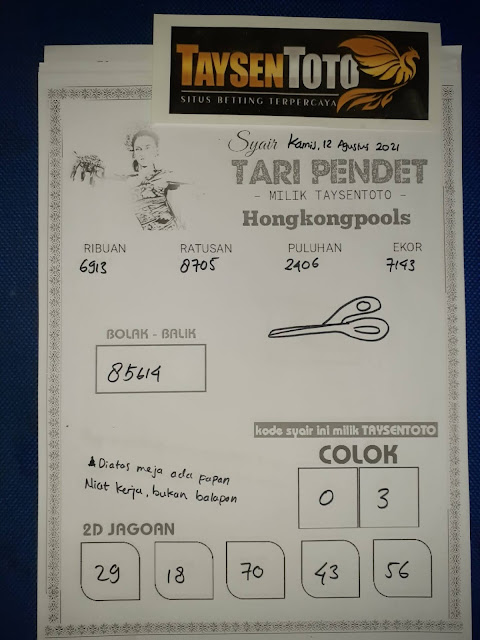 TAYSENTOTO
SITUS BETTING TERPERCAYA
Syair Kamis, 12 Agustus 2021
TARI PENDET
- MILIK TAYSENTOTO -
Hongkongpools
RIBUAN RATUSAN PULUHAN EKOR
6913 8705 2406 7143
BOLAK - BALIK
85614
kode syair ini milik TAYSENTOTO
COLOK
0 3
Diatas meja ada papan
Niat kerja, bukan balapan
2D JAGOAN
29 18 70 43 56